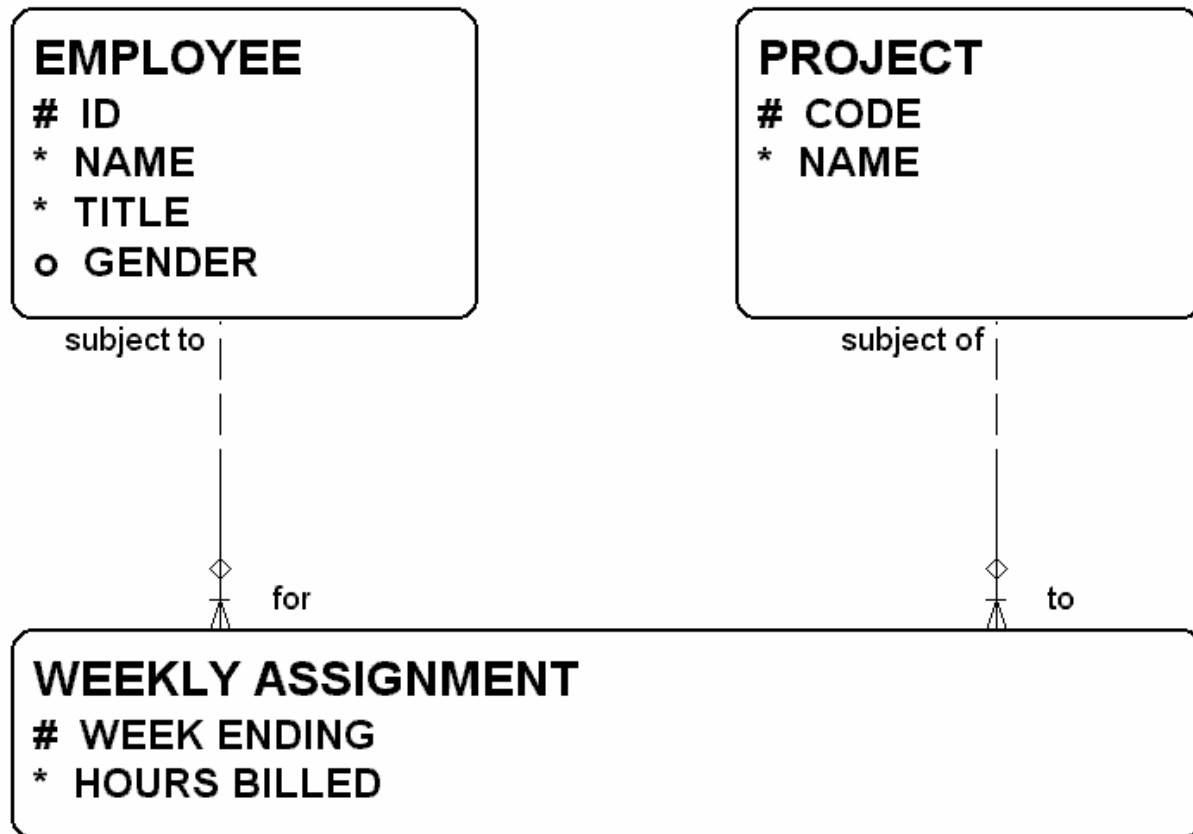 EMPLOYEE
# ID
* NAME
* TITLE
o GENDER
PROJECT
# CODE
* NAME
subject to
subject of
for
to
WEEKLY ASSIGNMENT
# WEEK ENDING
* HOURS BILLED